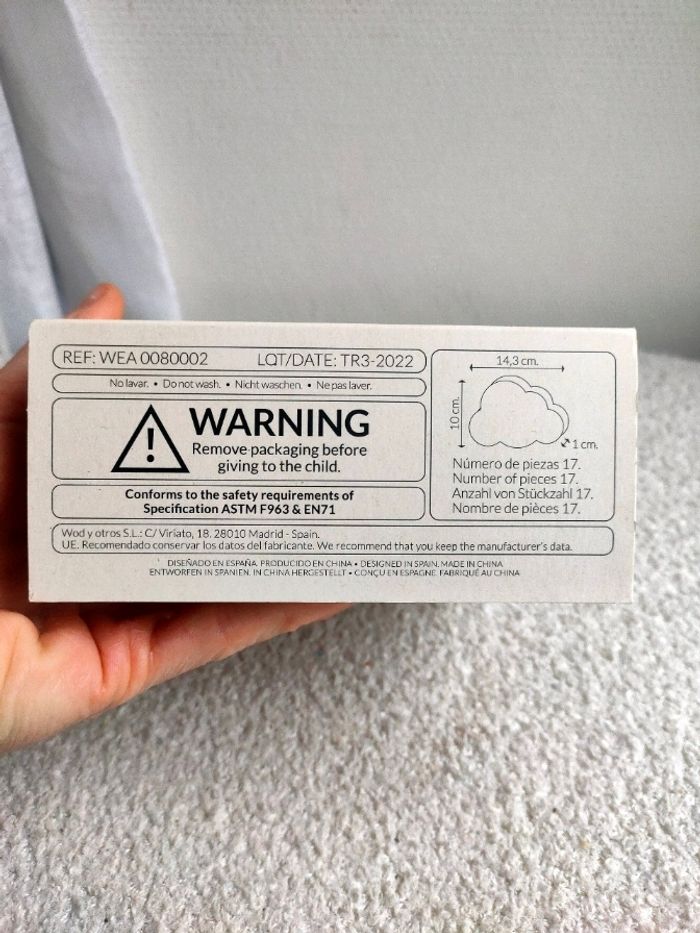 REF: WEA 0080002 LOT/DATE: TR3-2022
No lavar. • Do not wash. • Nicht waschen. • Ne pas laver.
WARNING
Remove packaging before
giving to the child.
Conforms to the safety requirements of
Specification ASTM F963 & EN71
14,3 cm.
10 cm.
1 cm.
Número de piezas 17.
Number of pieces 17.
Anzahl von Stückzahl 17.
Nombre de pièces 17.
Wod y otros S.L.: C/ Viriato, 18. 28010 Madrid - Spain.
UE. Recomendado conservar los datos del fabricante. We recommend that you keep the manufacturer's data.
DISEÑADO EN ESPAÑA. PRODUCIDO EN CHINA • DESIGNED IN SPAIN. MADE IN CHINA
ENTWORFEN IN SPANIEN. IN CHINA HERGESTELLT • CONÇU EN ESPAGNE. FABRIQUÉ AU CHINA